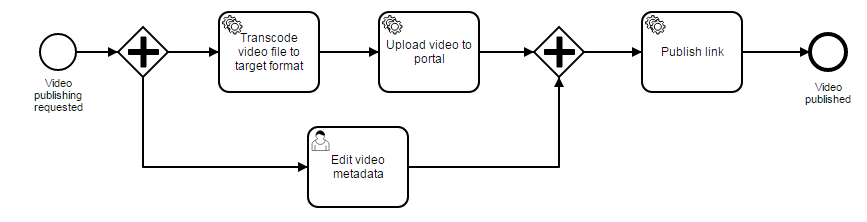 Video
publishing
requested
Transcode
video file to
target format
Upload video to
portal
Edit video
metadata
Publish link
Video
published